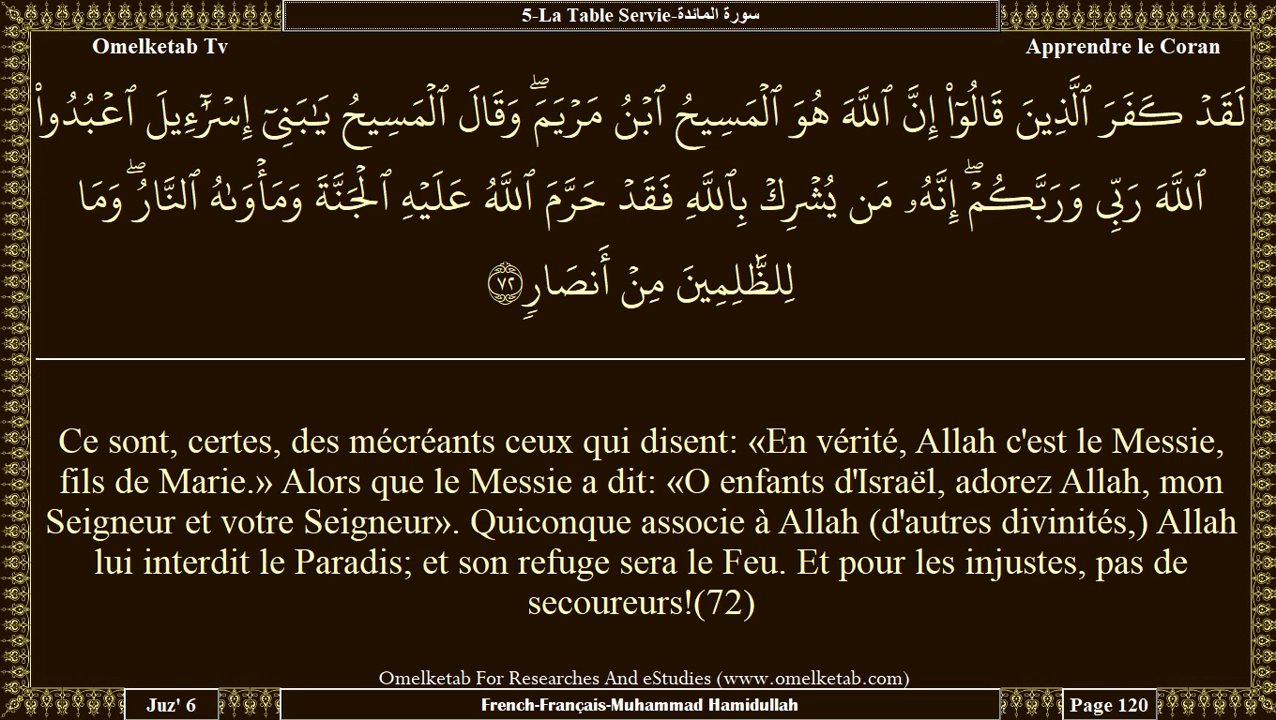 5-La Table Servie-سورة المائدة
Omelketab Tv
Apprendre le Coran
لَقَدۡ كَفَرَ ٱلَّذِينَ قَالُوٓاْ إِنَّ ٱللَّهَ هُوَ ٱلۡمَسِيحُ ٱبۡنُ مَرۡيَمَۖ وَقَالَ ٱلۡمَسِيحُ يَٰبَنِيٓ إِسۡرَٰٓءِيلَ ٱعۡبُدُواْ
ٱللَّهَ رَبِّي وَرَبَّكُمۡۖ إِنَّهُۥ مَن يُشۡرِكۡ بِٱللَّهِ فَقَدۡ حَرَّمَ ٱللَّهُ عَلَيۡهِ ٱلۡجَنَّةَ وَمَأۡوَىٰهُ ٱلنَّارُۖ وَمَا
لِلظَّٰلِمِينَ مِنۡ أَنصَارٖ ٧٢
Ce sont, certes, des mécréants ceux qui disent: «En vérité, Allah c'est le Messie,
fils de Marie.» Alors que le Messie a dit: «O enfants d'Israël, adorez Allah, mon
Seigneur et votre Seigneur». Quiconque associe à Allah (d'autres divinités,) Allah
lui interdit le Paradis; et son refuge sera le Feu. Et pour les injustes, pas de
secoureurs!(72)
Omelketab For Researches And eStudies (www.omelketab.com)
Juz' 6
French-Français-Muhammad Hamidullah
Page 120